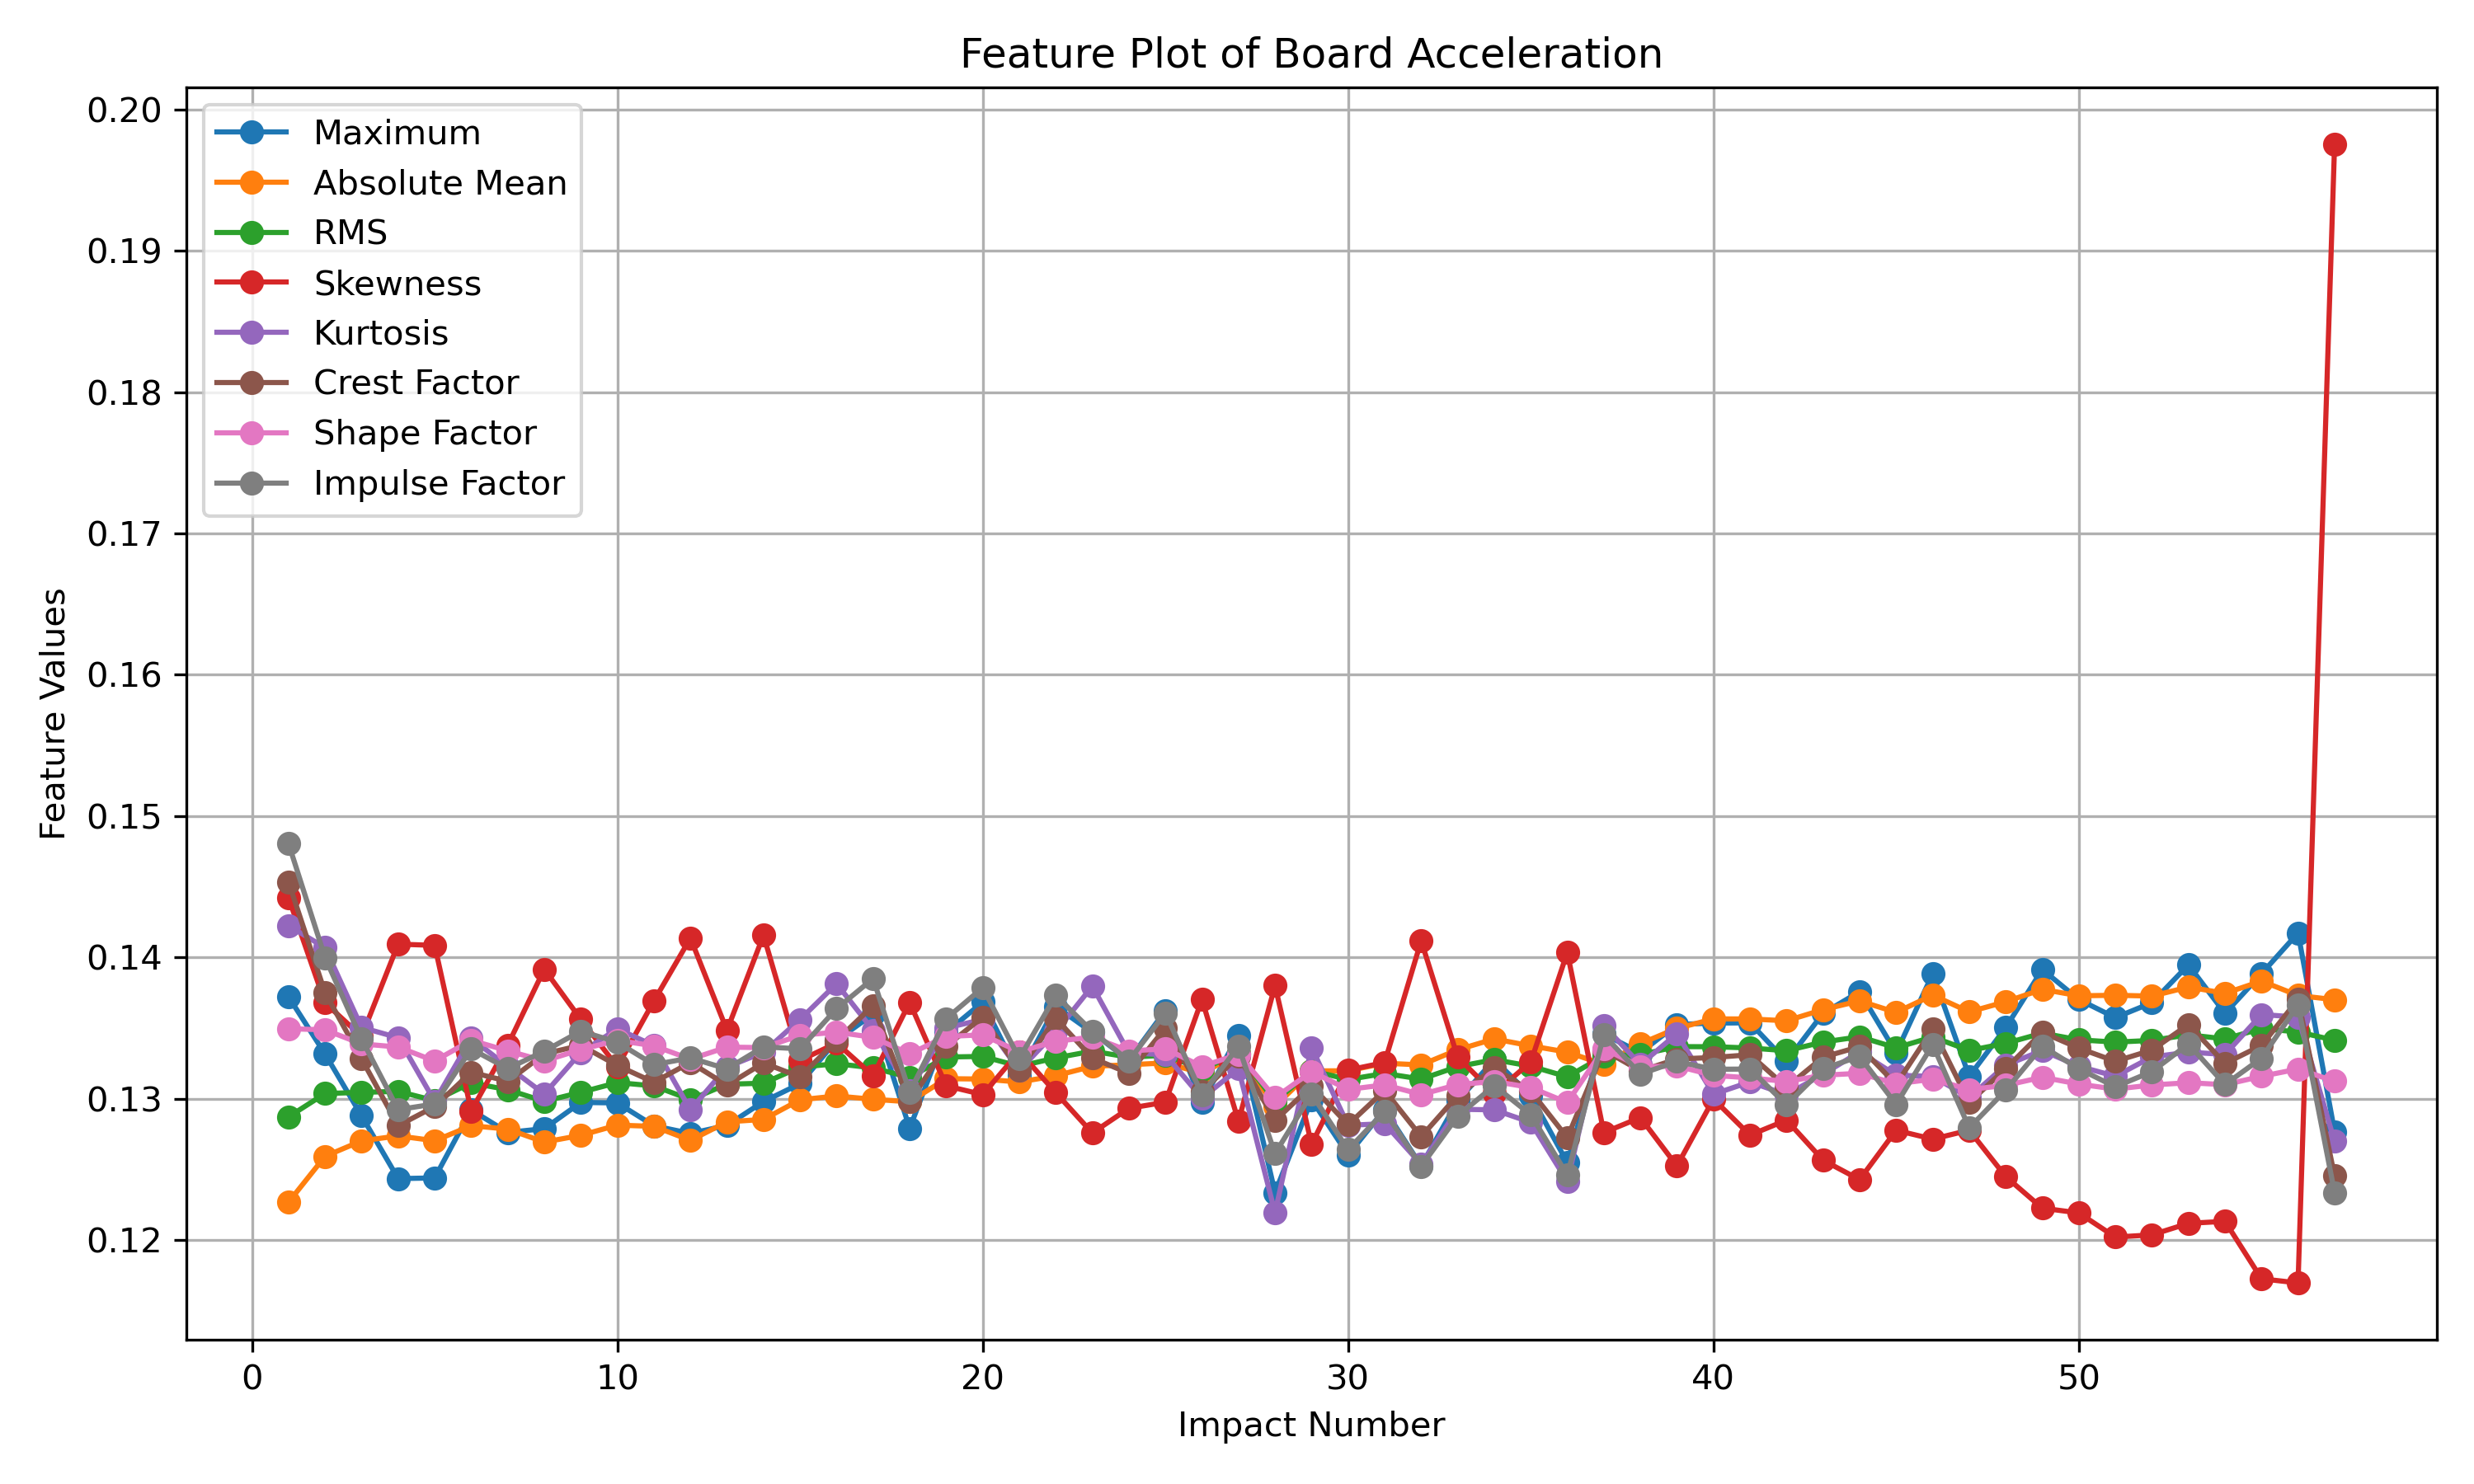 Feature Plot of Board Acceleration
Maximum
Absolute Mean
RMS
Skewness
Kurtosis
Crest Factor
Shape Factor
Impulse Factor
Feature Values
0.20
0.19
0.18
0.17
0.16
0.15
0.14
0.13
0.12
0 10 20 30 40 50
Impact Number